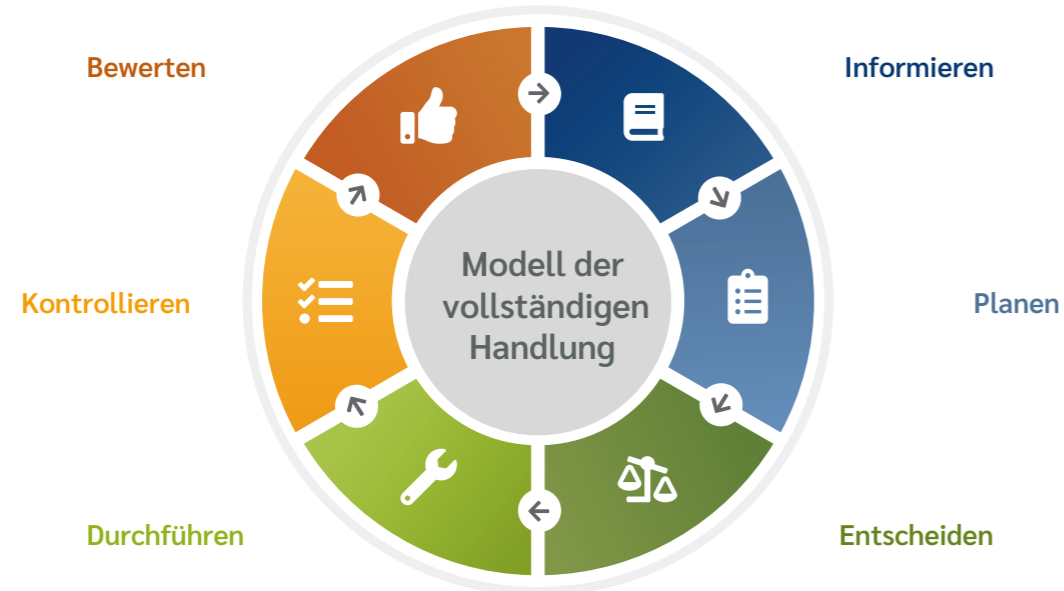 Bewerten
Informieren
Modell der
vollständigen
Handlung
Kontrollieren
Planen
Durchführen
Entscheiden